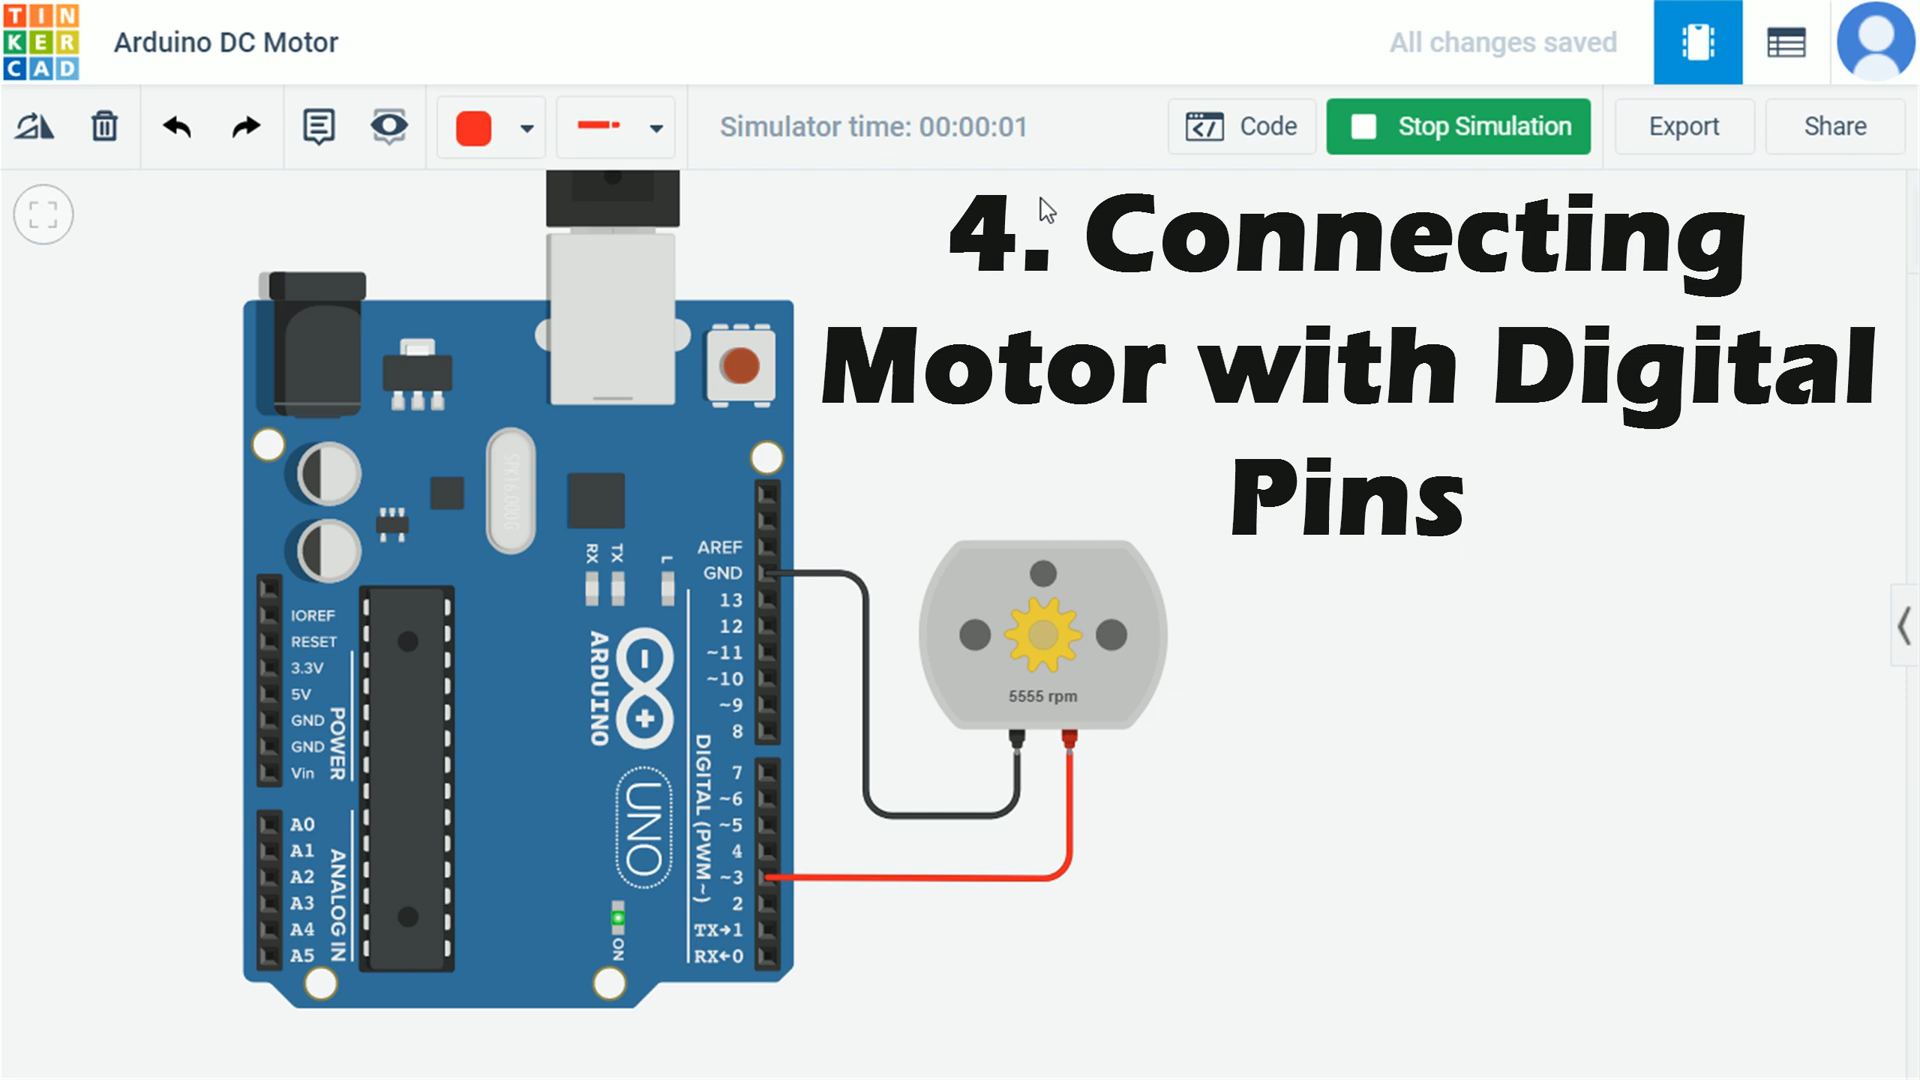 TIN
KER
CAD
Arduino DC Motor
All changes saved
Simulator time: 00:00:01
Code
Stop Simulation
Export
Share
4. Connecting
Motor with Digital
Pins
SPK16.000G
RX
TX
L
AREF
GND
13
12
~11
~10
~9
8
7
~6
~5
4
~3
2
TX→1
RX←0
DIGITAL (PWM~)
IOREF
RESET
3.3V
5V
GND
GND
Vin
POWER
A0
A1
A2
A3
A4
A5
ANALOG IN
ARDUINO
UNO
ON
5555 rpm